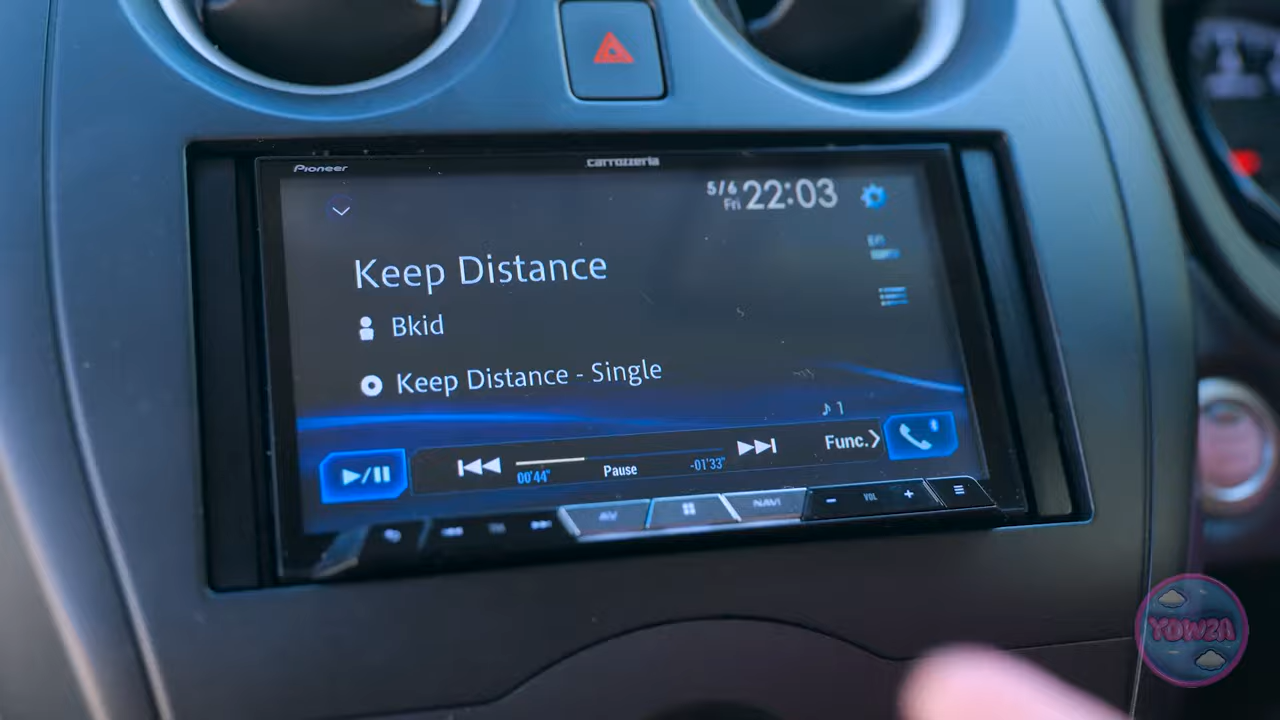 Pioneer
carrozzeria
5/6
Fri 22:03
Keep Distance
Bkid
Keep Distance - Single
1
Func.
00'44"
Pause
-01'33"
AV
NAVI
- VOL +
YOWZA